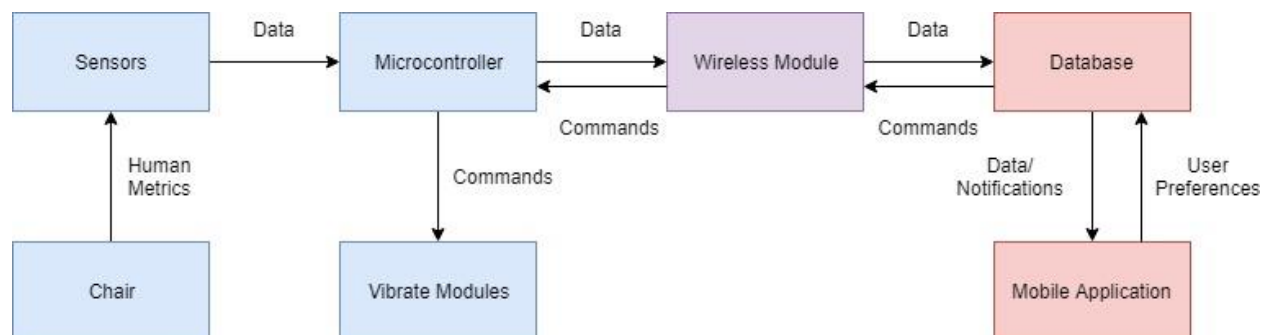 Data
Data
Data
Sensors
Microcontroller
Wireless Module
Database
Commands
Commands
Human
Metrics
Commands
Data/
Notifications
User
Preferences
Chair
Vibrate Modules
Mobile Application